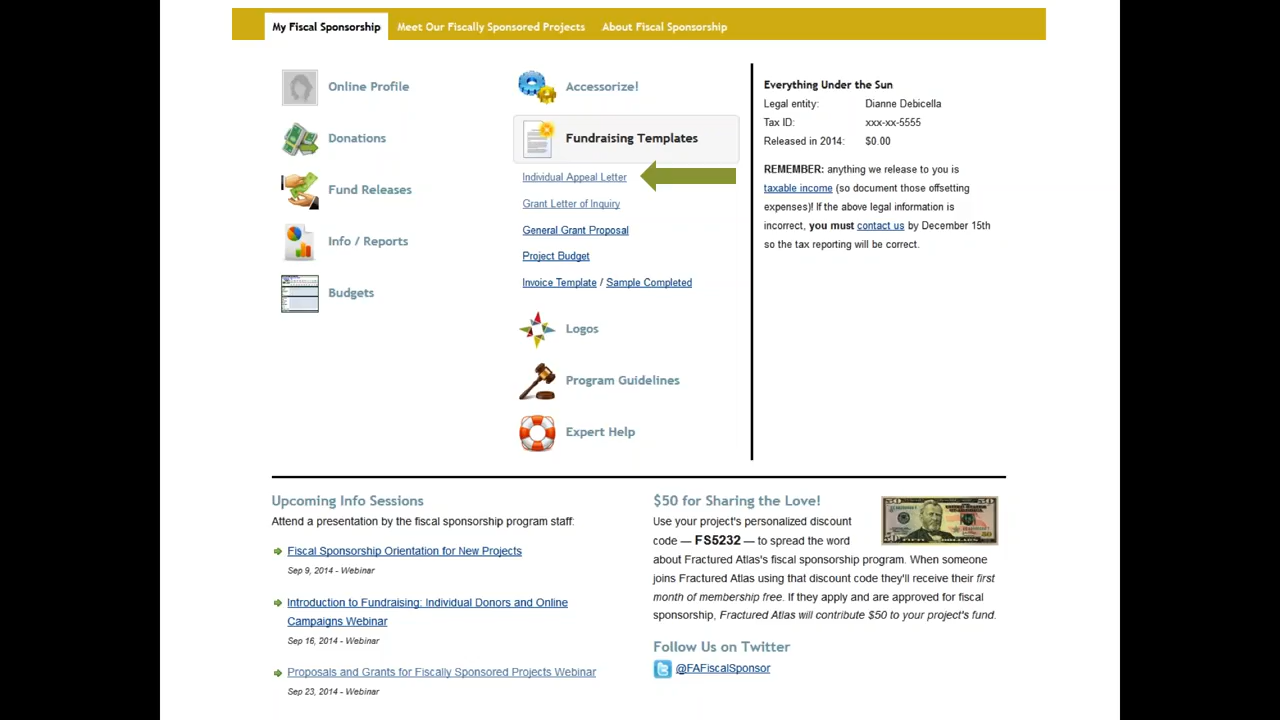 My Fiscal Sponsorship Meet Our Fiscally Sponsored Projects About Fiscal Sponsorship
Online Profile
Donations
Fund Releases
Info / Reports
Budgets
Accessorize!
Fundraising Templates
Individual Appeal Letter
Grant Letter of Inquiry
General Grant Proposal
Project Budget
Invoice Template / Sample Completed
Logos
Program Guidelines
Expert Help
Everything Under the Sun
Legal entity: Dianne Debicella
Tax ID: xxx-xx-5555
Released in 2014: $0.00
REMEMBER: anything we release to you is
taxable income (so document those offsetting
expenses)! If the above legal information is
incorrect, you must contact us by December 15th
so the tax reporting will be correct.
Upcoming Info Sessions
Attend a presentation by the fiscal sponsorship program staff:
Fiscal Sponsorship Orientation for New Projects
Sep 9, 2014 - Webinar
Introduction to Fundraising: Individual Donors and Online
Campaigns Webinar
Sep 16, 2014 - Webinar
Proposals and Grants for Fiscally Sponsored Projects Webinar
Sep 23, 2014 - Webinar
$50 for Sharing the Love!
Use your project's personalized discount
code — FS5232 — to spread the word
about Fractured Atlas's fiscal sponsorship program. When someone
joins Fractured Atlas using that discount code they'll receive their first
month of membership free. If they apply and are approved for fiscal
sponsorship, Fractured Atlas will contribute $50 to your project's fund.
Follow Us on Twitter
@FAFiscalSponsor